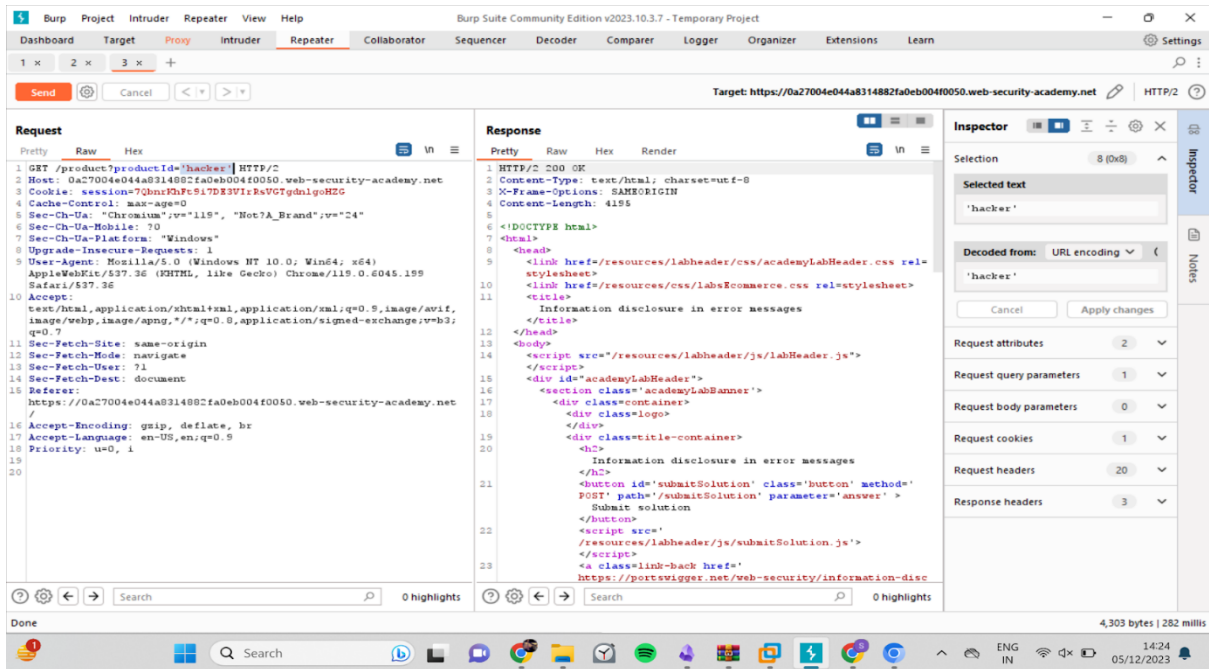 Burp Project Intruder Repeater View Help Burp Suite Community Edition v2023.10.3.7 - Temporary Project
Dashboard Target Proxy Intruder Repeater Collaborator Sequencer Decoder Comparer Logger Organizer Extensions Learn Settings
1 × 2 × 3 × +
Send Cancel < > Target: https://0a27004e044a8314882fa0eb004f0050.web-security-academy.net HTTP/2
Request
Pretty Raw Hex \n
1 GET /product?productId='hacker' HTTP/2
2 Host: 0a27004e044a8314882fa0eb004f0050.web-security-academy.net
3 Cookie: session=7QbnrKhFt9i7DE3VIrRsVGTgdnlgoHZG
4 Cache-Control: max-age=0
5 Sec-Ch-Ua: "Chromium";v="119", "Not?A_Brand";v="24"
6 Sec-Ch-Ua-Mobile: ?0
7 Sec-Ch-Ua-Platform: "Windows"
8 Upgrade-Insecure-Requests: 1
9 User-Agent: Mozilla/5.0 (Windows NT 10.0; Win64; x64)
AppleWebKit/537.36 (KHTML, like Gecko) Chrome/119.0.6045.199
Safari/537.36
10 Accept:
text/html,application/xhtml+xml,application/xml;q=0.9,image/avif,
image/webp,image/apng,*/*;q=0.8,application/signed-exchange;v=b3;
q=0.7
11 Sec-Fetch-Site: same-origin
12 Sec-Fetch-Mode: navigate
13 Sec-Fetch-User: ?1
14 Sec-Fetch-Dest: document
15 Referer:
https://0a27004e044a8314882fa0eb004f0050.web-security-academy.net
/
16 Accept-Encoding: gzip, deflate, br
17 Accept-Language: en-US,en;q=0.9
18 Priority: u=0, i
19
20
Search 0 highlights
Response
Pretty Raw Hex Render \n
1 HTTP/2 200 OK
2 Content-Type: text/html; charset=utf-8
3 X-Frame-Options: SAMEORIGIN
4 Content-Length: 4195
5
6 <!DOCTYPE html>
7 <html>
8 <head>
9 <link href=/resources/labheader/css/academyLabHeader.css rel=
stylesheet>
10 <link href=/resources/css/labsEcommerce.css rel=stylesheet>
11 <title>
Information disclosure in error messages
</title>
12 </head>
13 <body>
14 <script src="/resources/labheader/js/labHeader.js">
</script>
15 <div id="academyLabHeader">
16 <section class='academyLabBanner'>
17 <div class=container>
18 <div class=logo>
</div>
19 <div class=title-container>
20 <h2>
Information disclosure in error messages
</h2>
21 <button id='submitSolution' class='button' method='
POST' path='/submitSolution' parameter='answer' >
Submit solution
</button>
22 <script src='
/resources/labheader/js/submitSolution.js'>
</script>
23 <a class=link-back href='
https://portswigger.net/web-security/information-disc
Search 0 highlights
Inspector
Selection 8 (0x8)
Selected text
'hacker'
Decoded from: URL encoding
'hacker'
Cancel Apply changes
Request attributes 2
Request query parameters 1
Request body parameters 0
Request cookies 1
Request headers 20
Response headers 3
Inspector
Notes
Done 4,303 bytes | 282 millis
1 Search ENG 14:24
IN 05/12/2023